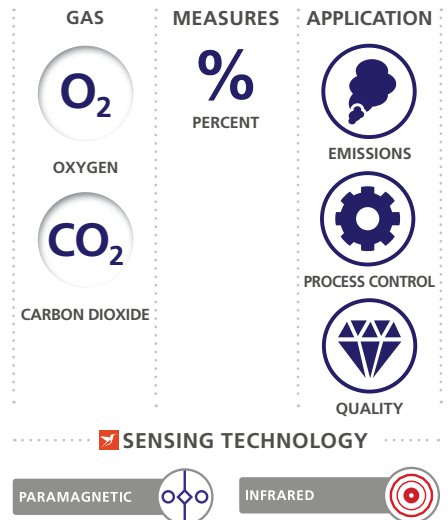 GAS
O₂
OXYGEN
CO₂
CARBON DIOXIDE
MEASURES
%
PERCENT
APPLICATION
EMISSIONS
PROCESS CONTROL
QUALITY
SENSING TECHNOLOGY
PARAMAGNETIC
INFRARED